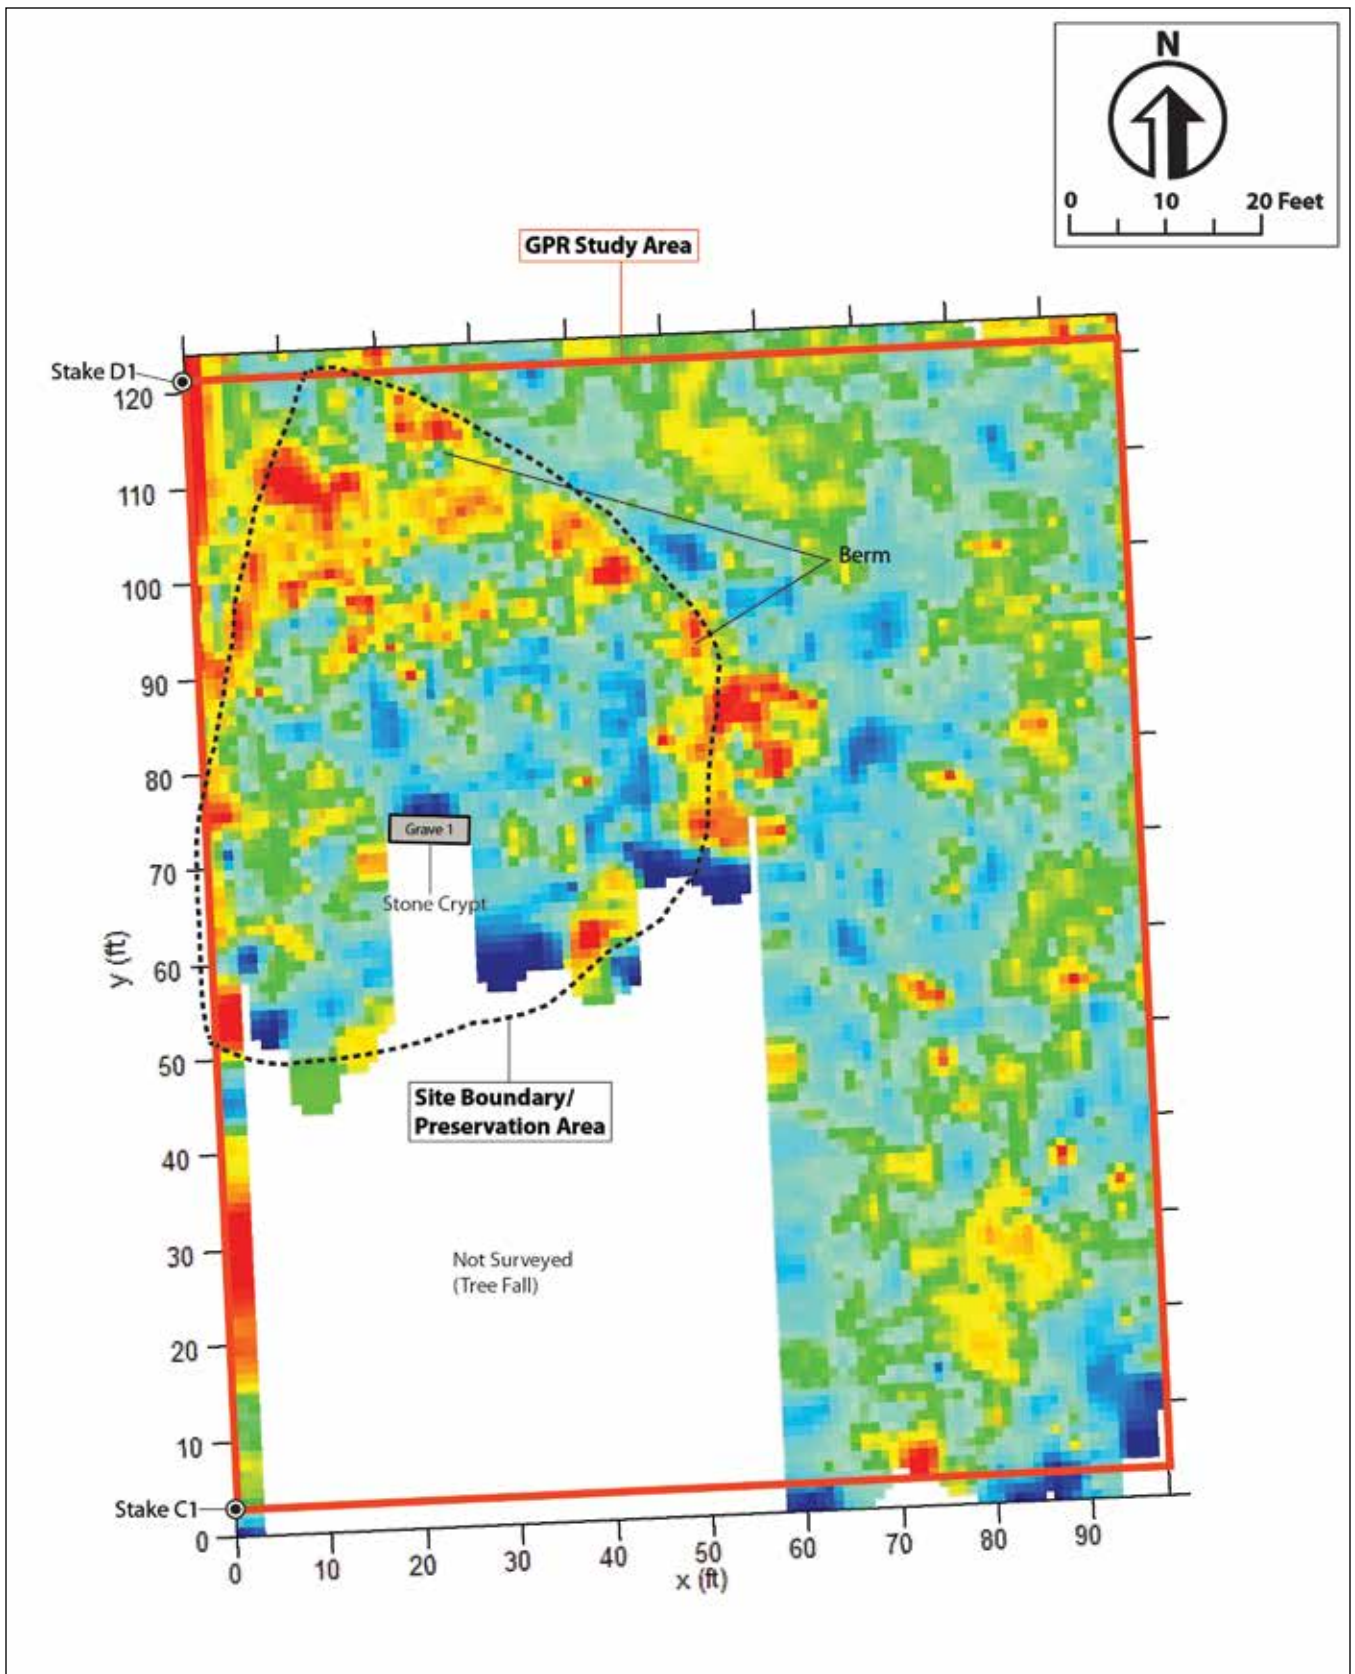 N
0 10 20 Feet
GPR Study Area
Stake D1
120
110
Berm
100
90
80
Grave 1
70
Stone Crypt
y (ft)
60
50
Site Boundary/
Preservation Area
40
30
Not Surveyed
(Tree Fall)
20
10
Stake C1
0
0 10 20 30 40 50 60 70 80 90
x (ft)